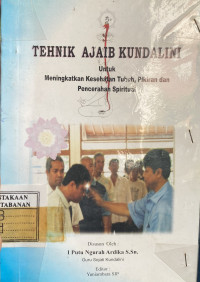 TEHNIK AJAIB KUNDALINI
Untuk
Meningkatkan Kesehatan Tubuh, Pikiran dan
Pencerahan Spiritual
TAKAAN
TABANAN
Disusun Oleh :
I Putu Ngurah Ardika S.Sn.
Editor :